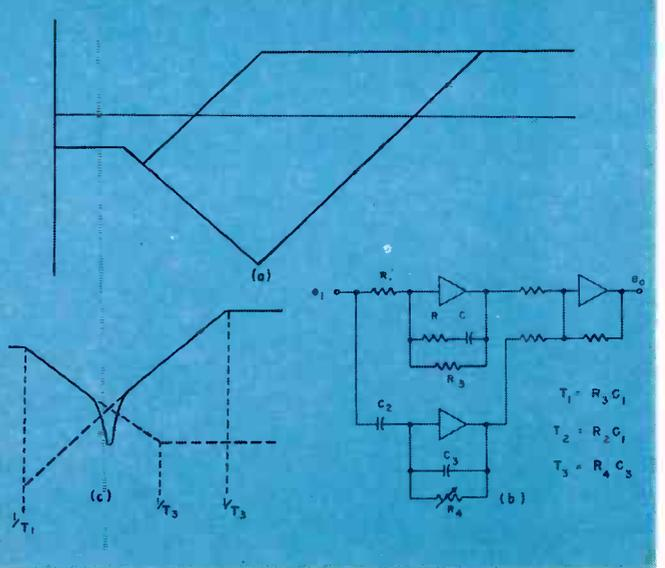 (a)
e₁
R₁
e₀
R C
R₃
C₂
C₃
R₄
(b)
T₁ = R₃C₁
T₂ = R₂C₁
T₃ = R₄C₃
(c)
1/T₁
1/T₃
1/T₃